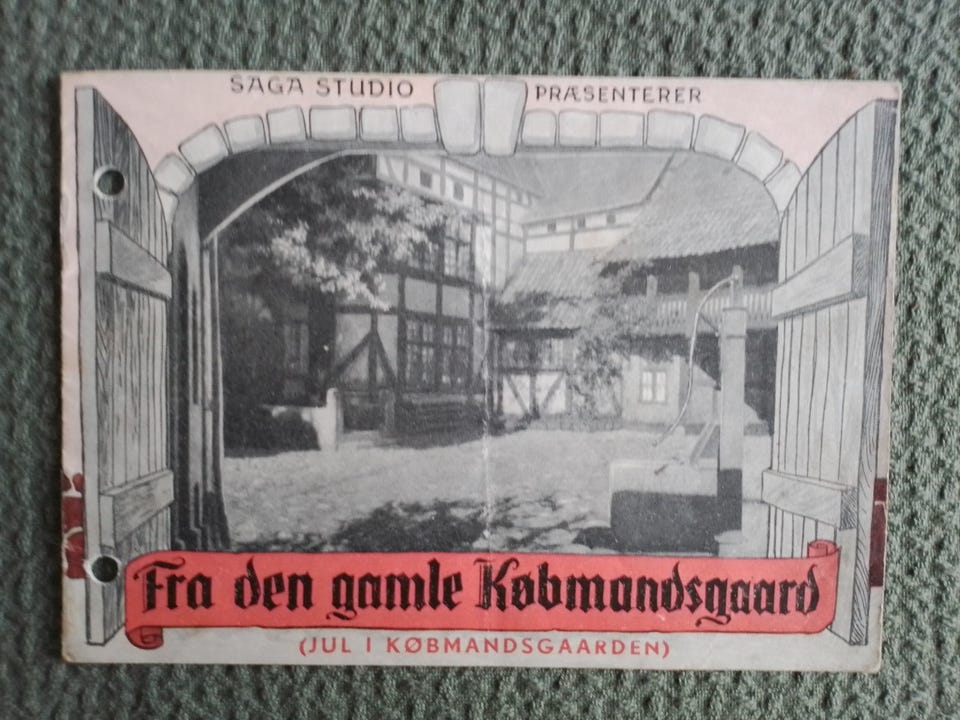 SAGA STUDIO PRÆSENTERER
Fra den gamle Købmandsgaard
(JUL I KØBMANDSGAARDEN)